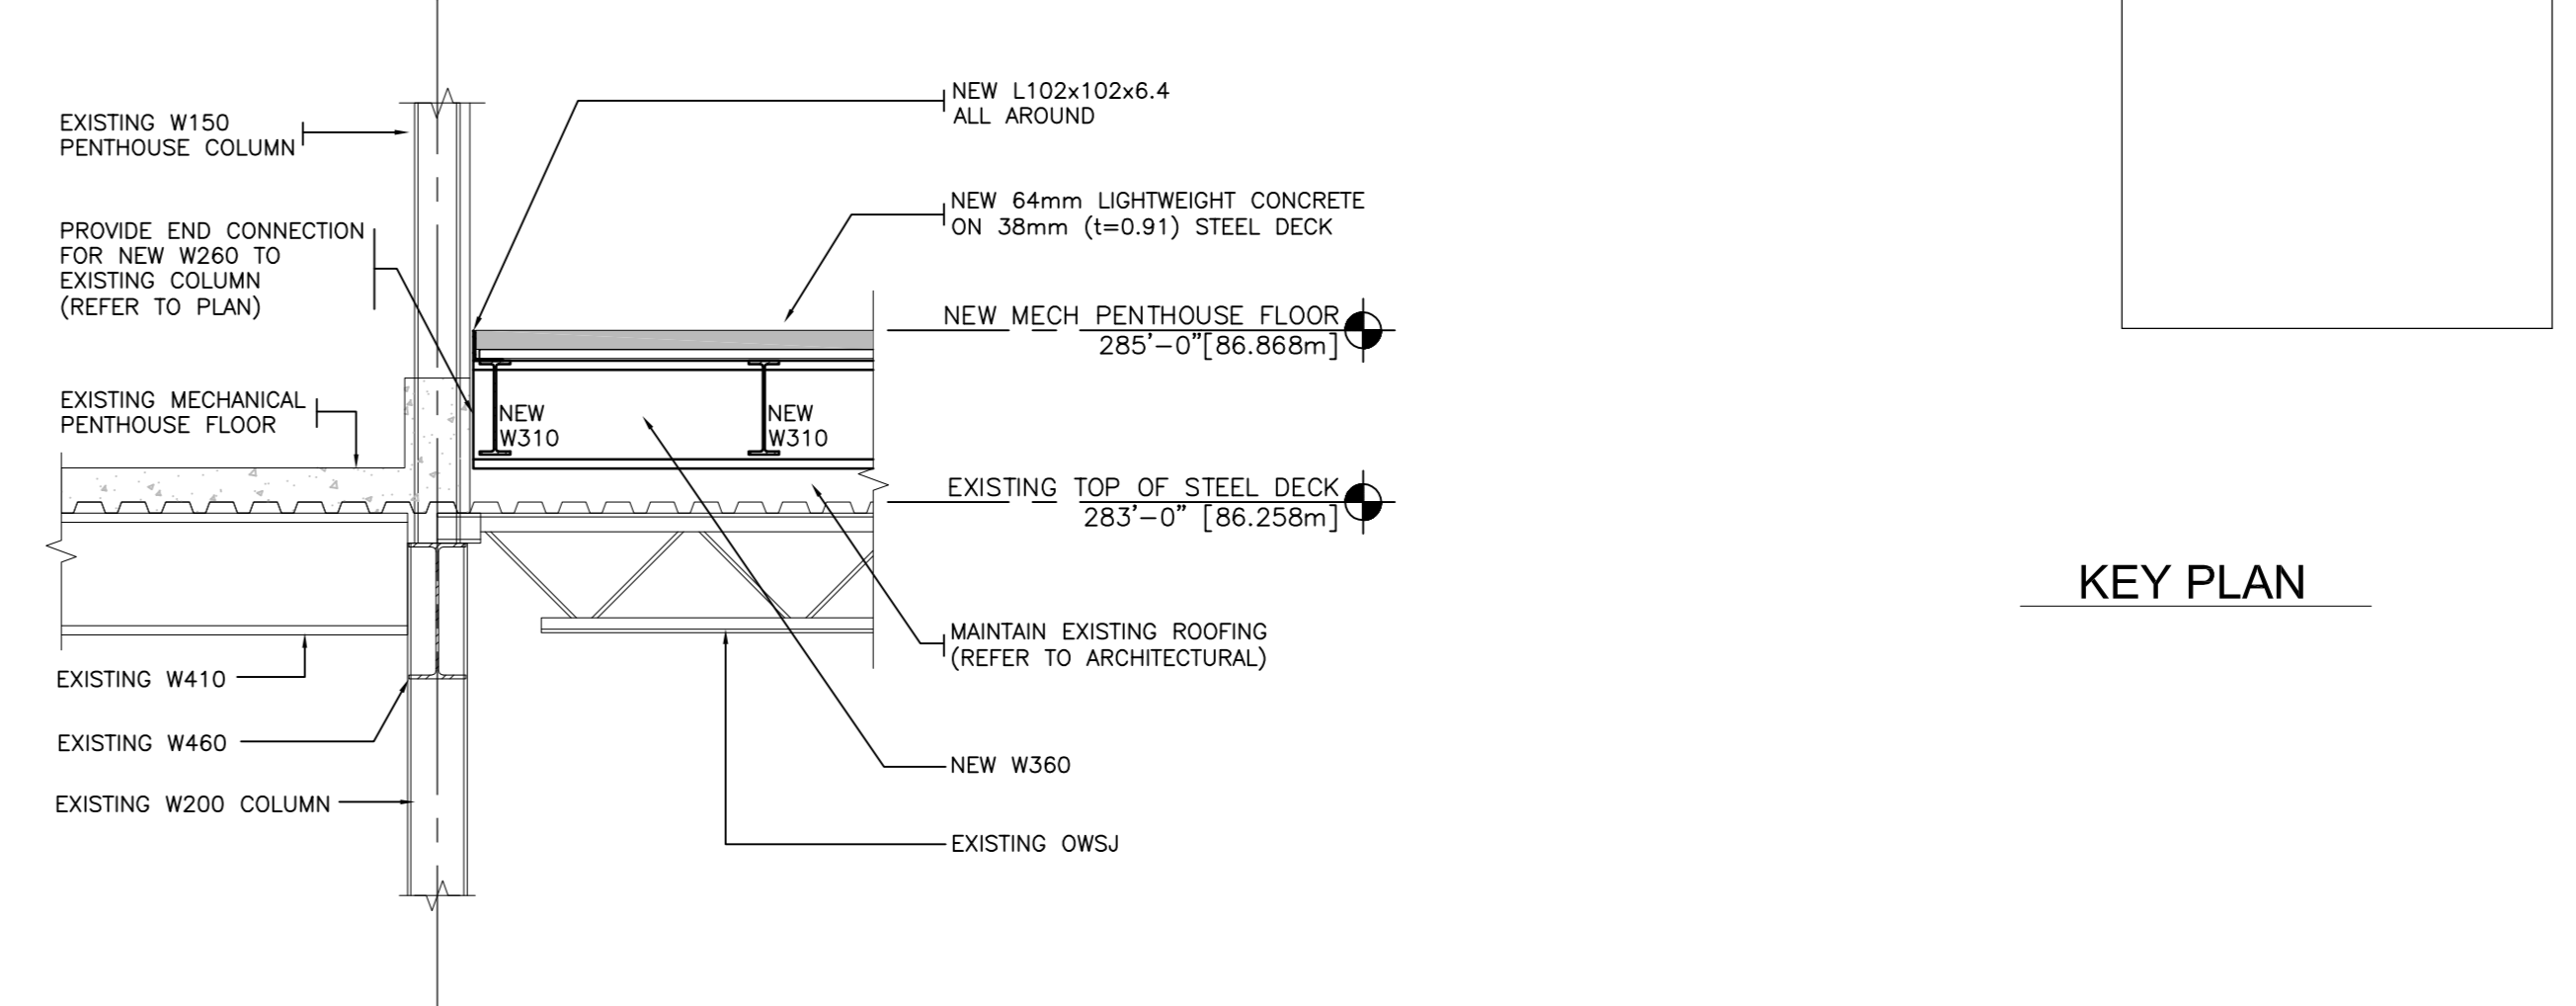 EXISTING W150
PENTHOUSE COLUMN
PROVIDE END CONNECTION
FOR NEW W260 TO
EXISTING COLUMN
(REFER TO PLAN)
EXISTING MECHANICAL
PENTHOUSE FLOOR
EXISTING W410
EXISTING W460
EXISTING W200 COLUMN
NEW
W310
NEW
W310
NEW L102x102x6.4
ALL AROUND
NEW 64mm LIGHTWEIGHT CONCRETE
ON 38mm (t=0.91) STEEL DECK
NEW MECH PENTHOUSE FLOOR
285'-0"[86.868m]
EXISTING TOP OF STEEL DECK
283'-0" [86.258m]
MAINTAIN EXISTING ROOFING
(REFER TO ARCHITECTURAL)
NEW W360
EXISTING OWSJ
KEY PLAN